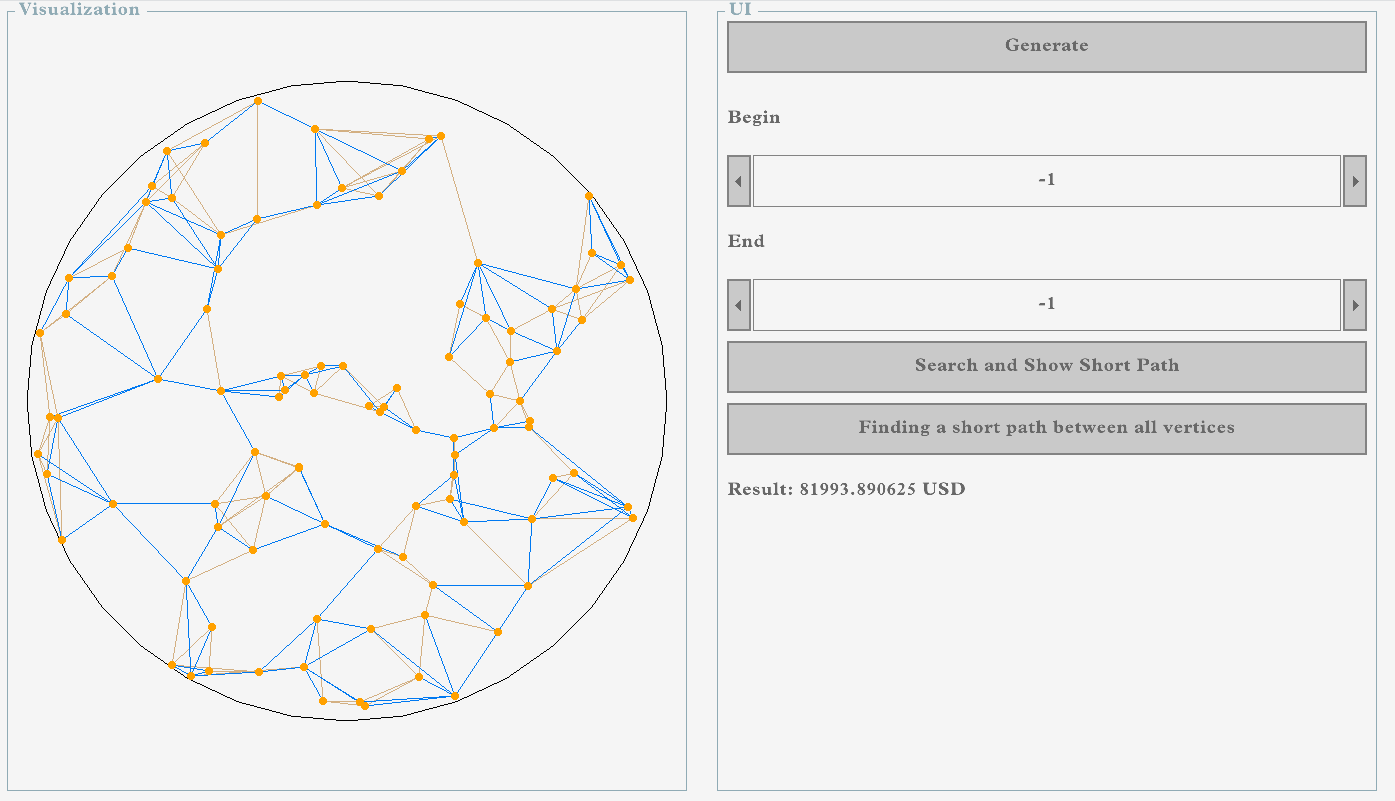 Visualization
UI
Generate
Begin
-1
End
-1
Search and Show Short Path
Finding a short path between all vertices
Result: 81993.890625 USD